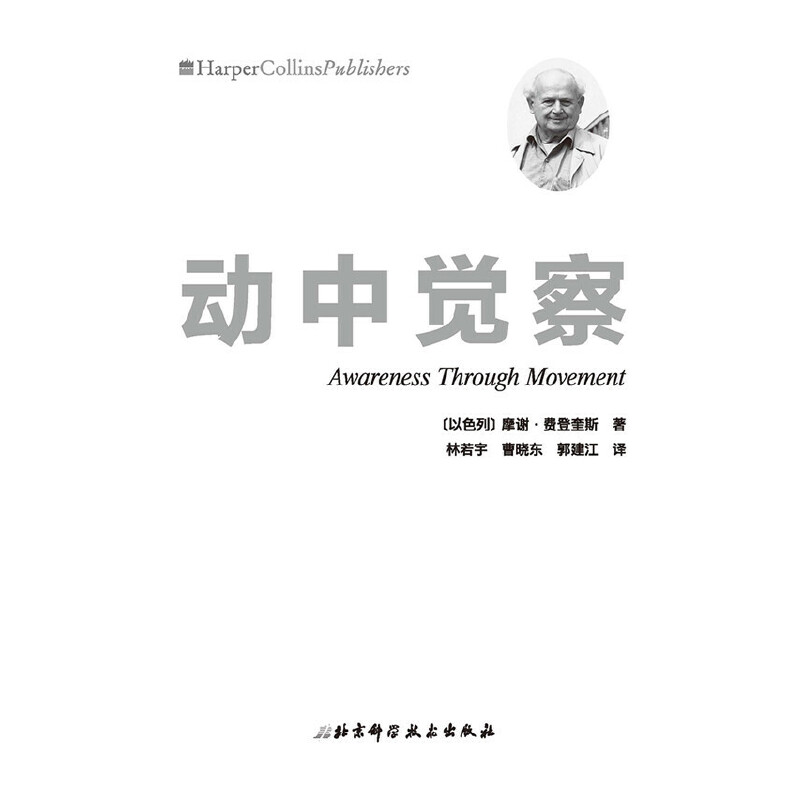 HarperCollinsPublishers
动中觉察
Awareness Through Movement
〔以色列〕摩谢·费登奎斯 著
林若宇 曹晓东 郭建江 译
北京科学技术出版社